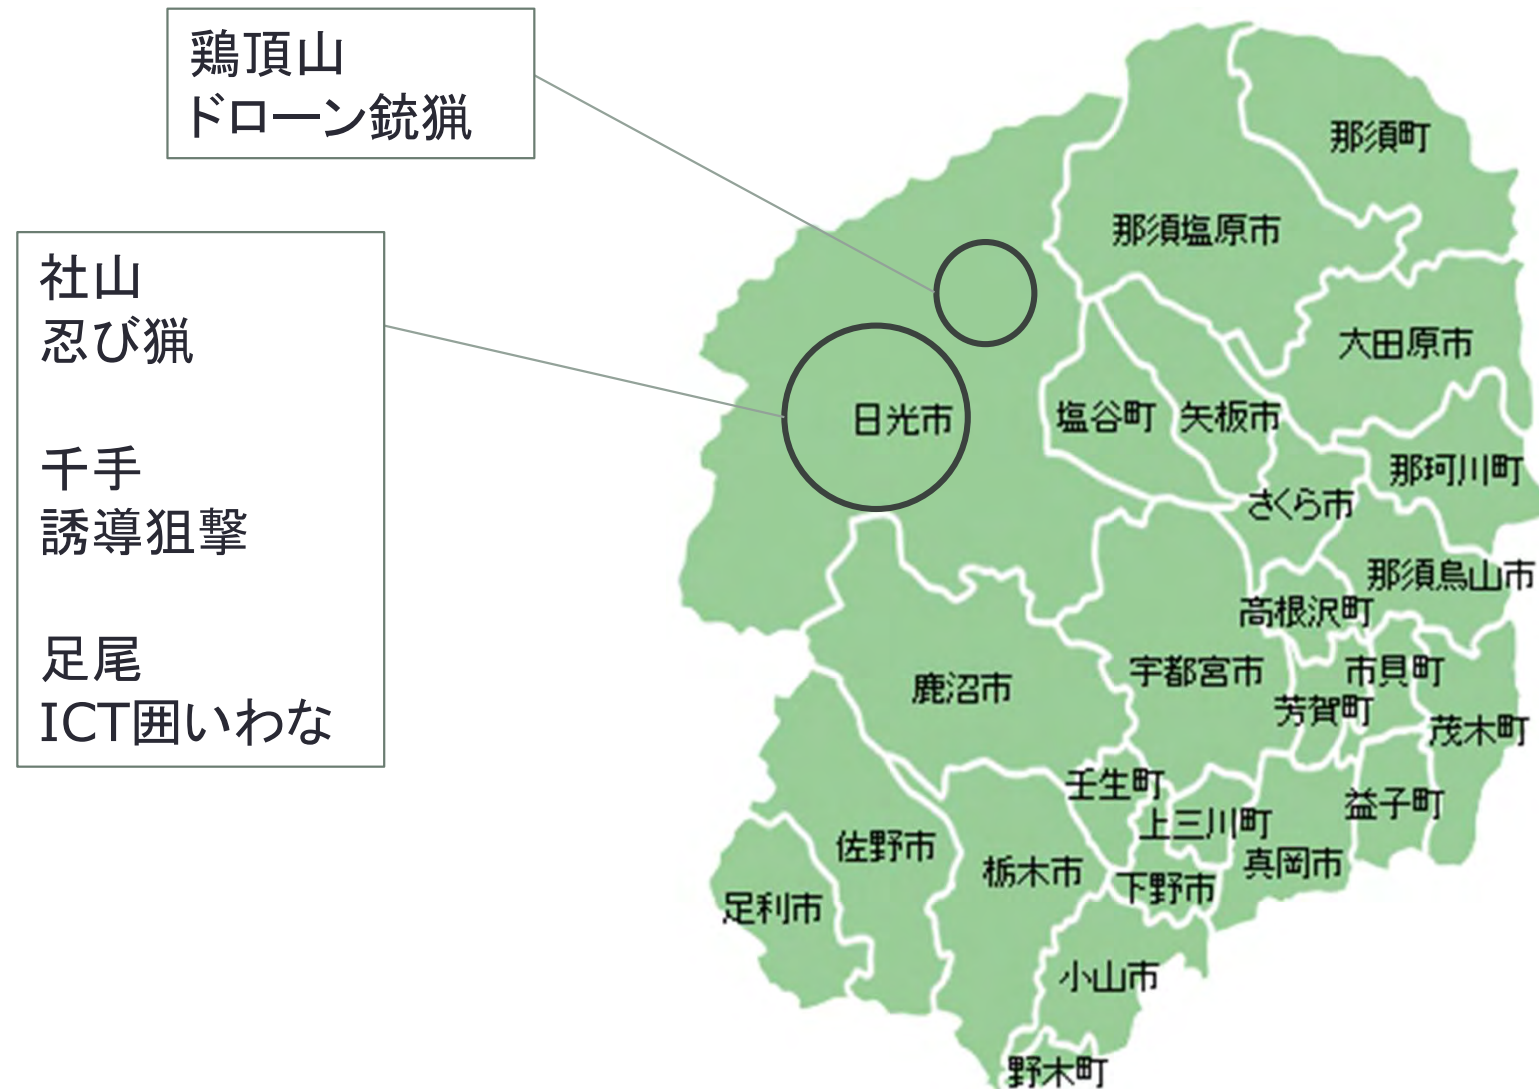 鶏頂山
ドローン銃猟
社山
忍び猟
千手
誘導狙撃
足尾
ICT囲いわな
那須町
那須塩原市
大田原市
日光市
塩谷町
矢板市
那珂川町
さくら市
那須烏山市
高根沢町
宇都宮市
市貝町
鹿沼市
芳賀町
茂木町
壬生町
益子町
上三川町
佐野市
真岡市
栃木市
下野市
足利市
小山市
野木町